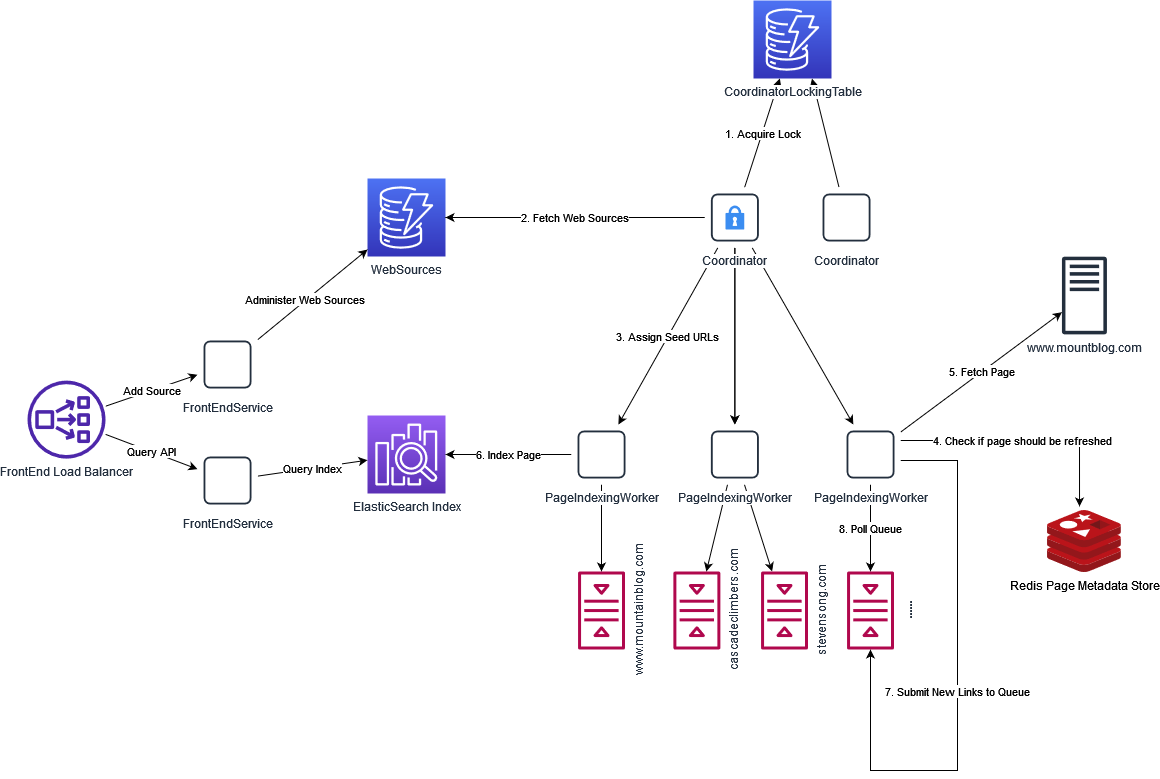 CoordinatorLockingTable
1. Acquire Lock
2. Fetch Web Sources
WebSources
Coordinator
Coordinator
Administer Web Sources
3. Assign Seed URLs
www.mountblog.com
5. Fetch Page
Add Source
FrontEndService
4. Check if page should be refreshed
Query API
FrontEnd Load Balancer
Query Index
6. Index Page
ElasticSearch Index
PageIndexingWorker
PageIndexingWorker
PageIndexingWorker
FrontEndService
8. Poll Queue
Redis Page Metadata Store
www.mountainblog.com
cascadeclimbers.com
stevensong.com
.....
7. Submit New Links to Queue